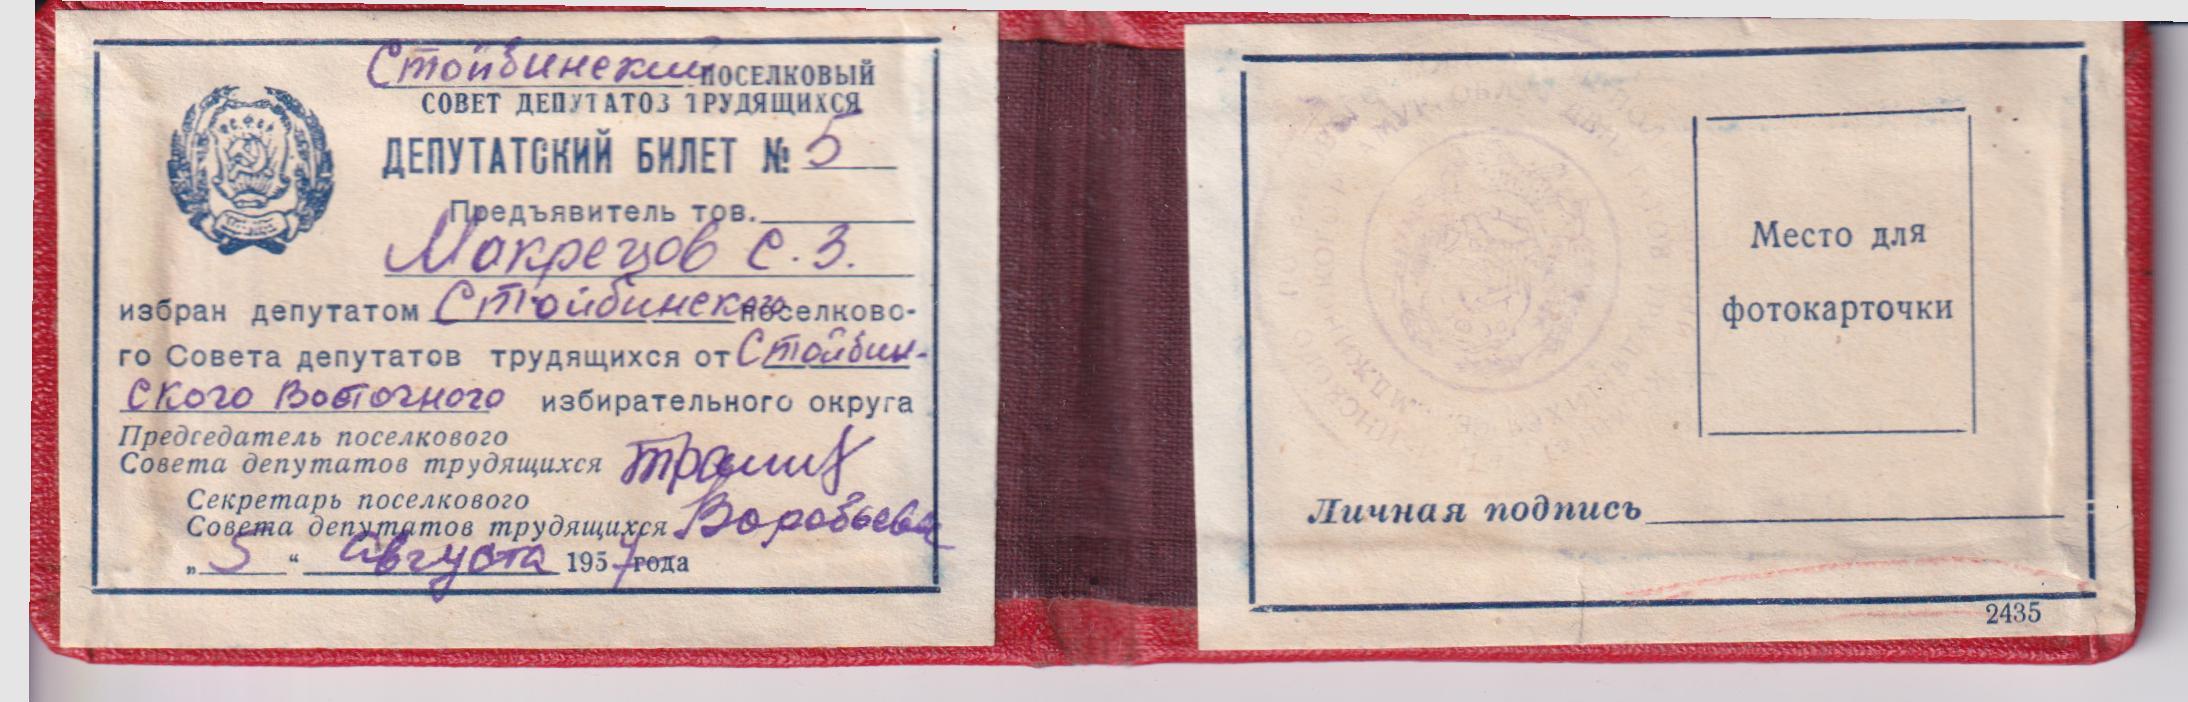 Стойбинский поселковый
СОВЕТ ДЕПУТАТОВ ТРУДЯЩИХСЯ
ДЕПУТАТСКИЙ БИЛЕТ № 5
Предъявитель тов.
Макрецов С. З.
избран депутатом Стойбинского поселково-
го Совета депутатов трудящихся от Стойбин-
ского Восточного избирательного округа
Председатель поселкового
Совета депутатов трудящихся
Секретарь поселкового
Совета депутатов трудящихся Воробьева
„5“ августа 1957 года
Место для
фотокарточки
Личная подпись
2435